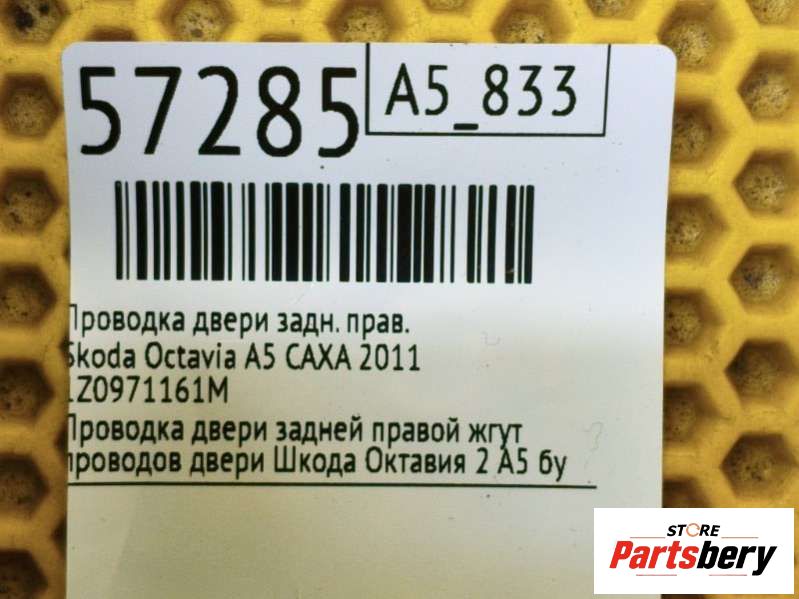 57285
A5_833
Проводка двери задн. прав.
Skoda Octavia A5 CAXA 2011
1Z0971161M
Проводка двери задней правой жгут
проводов двери Шкода Октавия 2 А5 бу
STORE
Partsbery